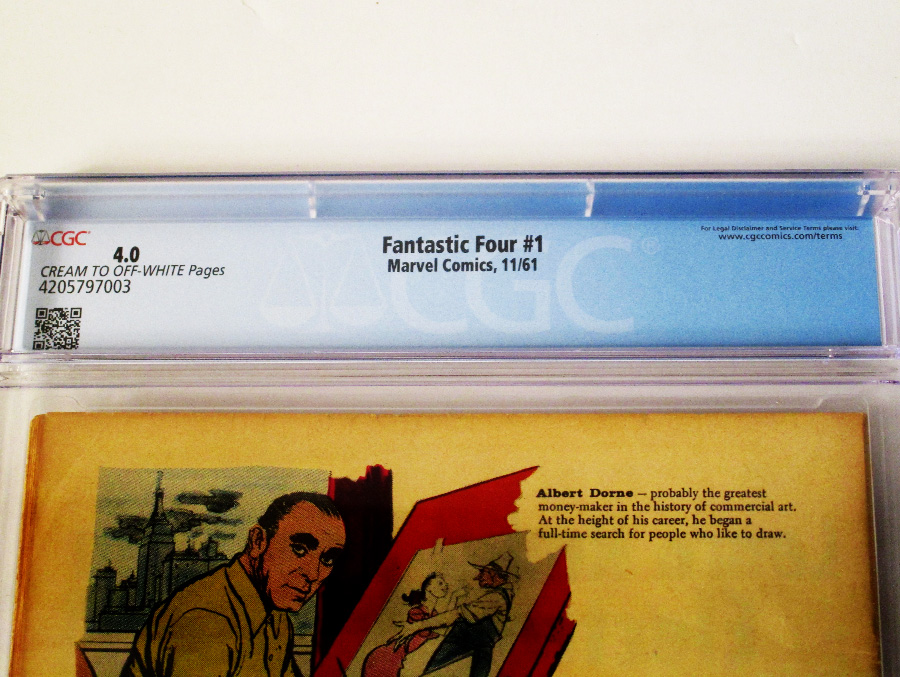 CGC
4.0
CREAM TO OFF-WHITE Pages
4205797003
Fantastic Four #1
Marvel Comics, 11/61
CGC®
For Legal Disclaimer and Service Terms please visit:
www.cgccomics.com/terms
Albert Dorne — probably the greatest
money-maker in the history of commercial art.
At the height of his career, he began a
full-time search for people who like to draw.